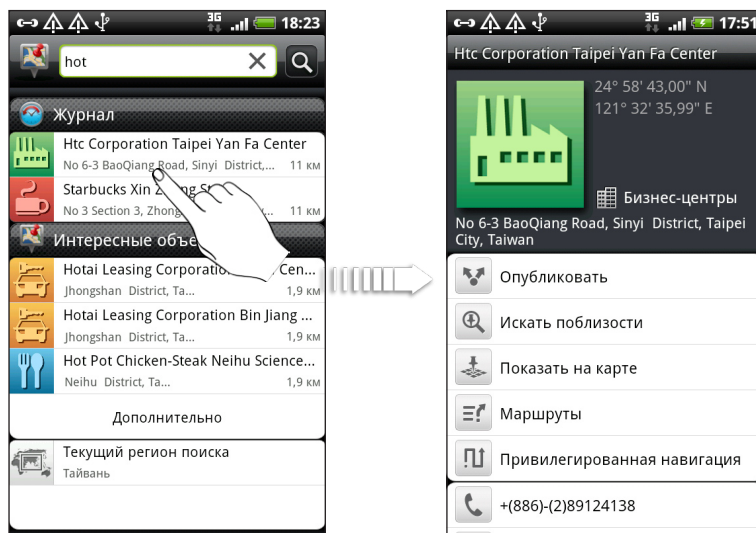 3G 18:23
hot
Журнал
Htc Corporation Taipei Yan Fa Center
No 6-3 BaoQiang Road, Sinyi District,... 11 км
Starbucks Xin
No 3 Section 3, Zhong 11 км
Интересные объе
Hotai Leasing Corporation Cen...
Jhongshan District, Ta... 1,9 км
Hotai Leasing Corporation Bin Jiang ...
Jhongshan District, Ta... 1,9 км
Hot Pot Chicken-Steak Neihu Science...
Neihu District, Ta... 1,9 км
Дополнительно
Текущий регион поиска
Тайвань
3G 17:51
Htc Corporation Taipei Yan Fa Center
24° 58' 43,00" N
121° 32' 35,99" E
Бизнес-центры
No 6-3 BaoQiang Road, Sinyi District, Taipei
City, Taiwan
Опубликовать
Искать поблизости
Показать на карте
Маршруты
Привилегированная навигация
+(886)-(2)89124138